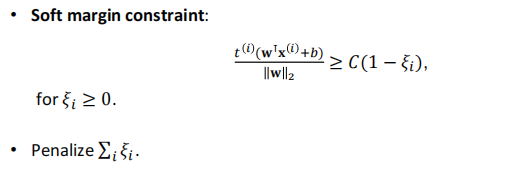 • Soft margin constraint:
t⁽ⁱ⁾(wᵀx⁽ⁱ⁾+b) / ‖w‖₂ ≥ C(1 − ξᵢ),
for ξᵢ ≥ 0.
• Penalize ∑ᵢ ξᵢ.